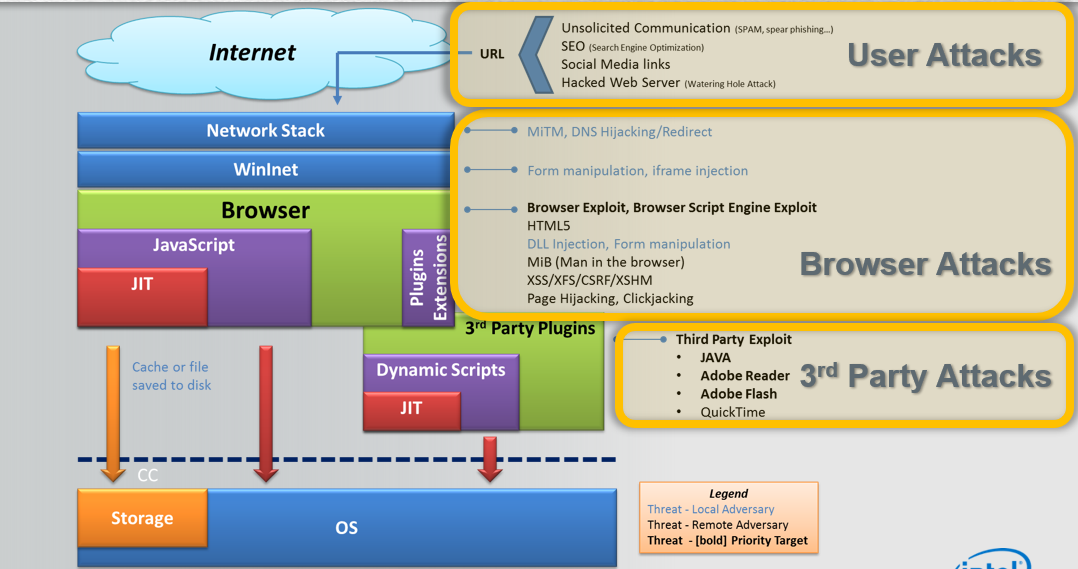 Internet
URL
Unsolicited Communication (SPAM, spear phishing...)
SEO (Search Engine Optimization)
Social Media links
Hacked Web Server (Watering Hole Attack)
User Attacks
Network Stack
MiTM, DNS Hijacking/Redirect
WinInet
Form manipulation, iframe injection
Browser
Browser Exploit, Browser Script Engine Exploit
HTML5
DLL Injection, Form manipulation
MiB (Man in the browser)
XSS/XFS/CSRF/XSHM
Page Hijacking, Clickjacking
Browser Attacks
JavaScript
JIT
Plugins
Extensions
3rd Party Plugins
Dynamic Scripts
JIT
Third Party Exploit
• JAVA
• Adobe Reader
• Adobe Flash
• QuickTime
3rd Party Attacks
Cache or file
saved to disk
CC
Storage
OS
Legend
Threat - Local Adversary
Threat - Remote Adversary
Threat - [bold] Priority Target
intel